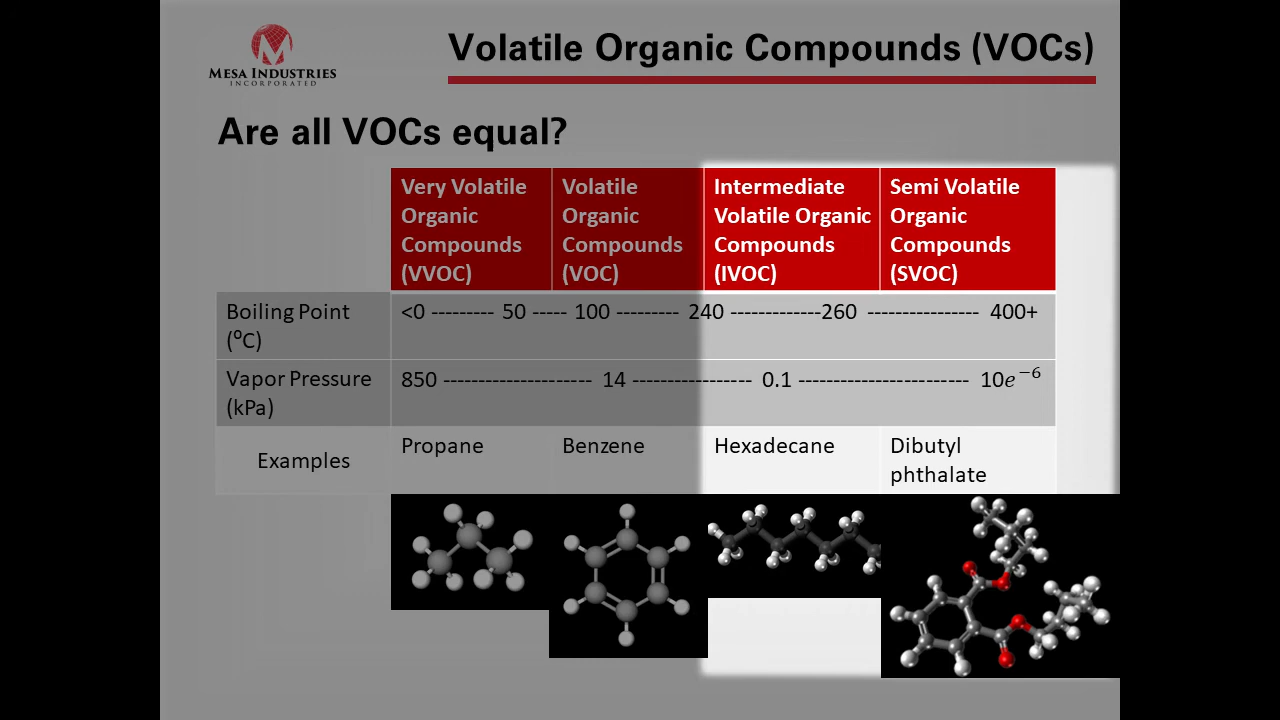 MESA INDUSTRIES
INCORPORATED
Volatile Organic Compounds (VOCs)
Are all VOCs equal?
Very Volatile
Organic
Compounds
(VVOC)
Volatile
Organic
Compounds
(VOC)
Intermediate
Volatile Organic
Compounds
(IVOC)
Semi Volatile
Organic
Compounds
(SVOC)
Boiling Point
(⁰C)
<0 --------- 50 ----- 100 --------- 240 -------------260 ---------------- 400+
Vapor Pressure
(kPa)
850 ---------------------- 14 ----------------- 0.1 ------------------------- 10𝑒⁻⁶
Examples
Propane
Benzene
Hexadecane
Dibutyl
phthalate